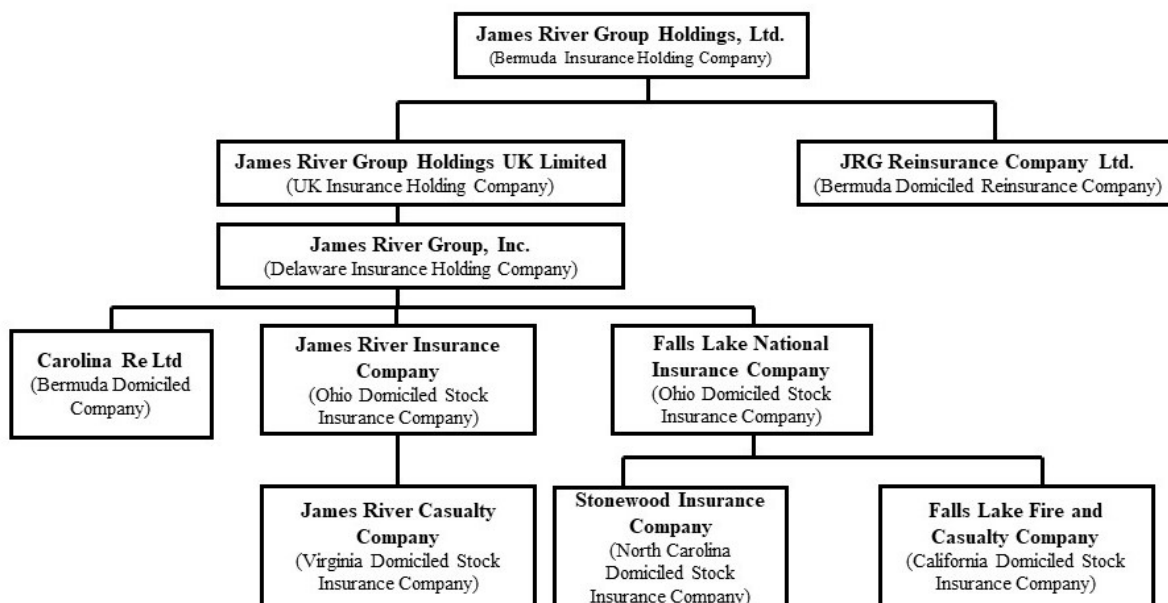 James River Group Holdings, Ltd.
(Bermuda Insurance Holding Company)
James River Group Holdings UK Limited
(UK Insurance Holding Company)
JRG Reinsurance Company Ltd.
(Bermuda Domiciled Reinsurance Company)
James River Group, Inc.
(Delaware Insurance Holding Company)
Carolina Re Ltd
(Bermuda Domiciled
Company)
James River Insurance
Company
(Ohio Domiciled Stock
Insurance Company)
Falls Lake National
Insurance Company
(Ohio Domiciled Stock
Insurance Company)
James River Casualty
Company
(Virginia Domiciled Stock
Insurance Company)
Stonewood Insurance
Company
(North Carolina
Domiciled Stock
Insurance Company)
Falls Lake Fire and
Casualty Company
(California Domiciled Stock
Insurance Company)